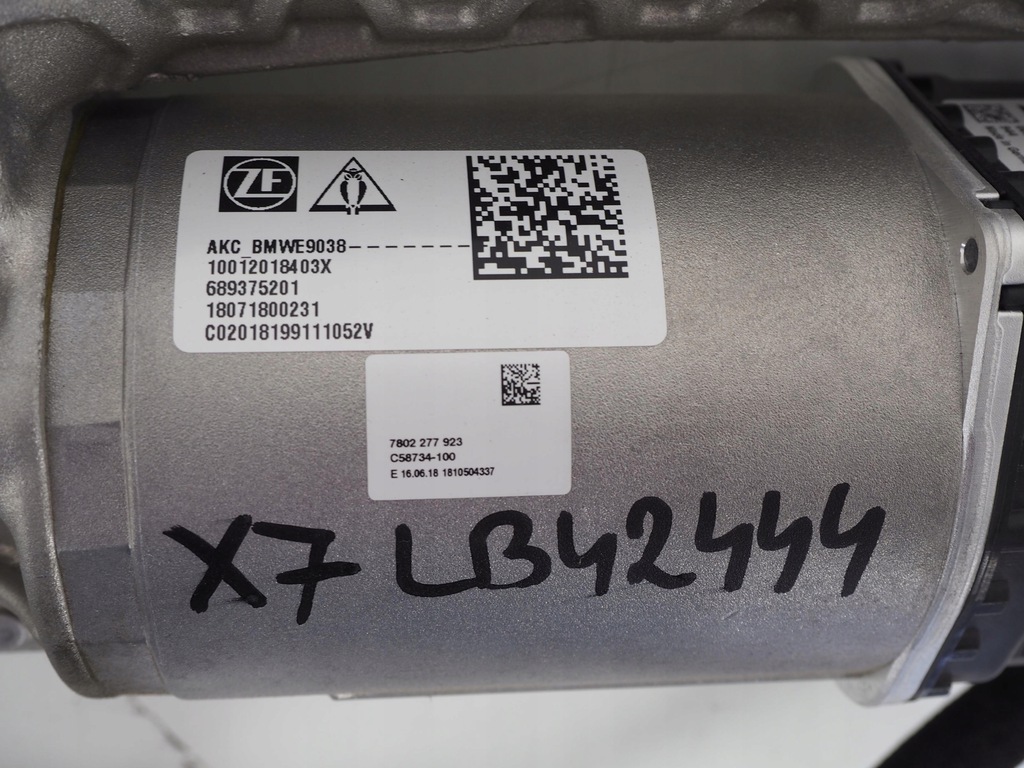 ZF
AKC_BMWE9038-------
10012018403X
689375201
18071800231
C02018199111052V
7802 277 923
C58734-100
E 16.06.18 1810504337
X7 LB42444